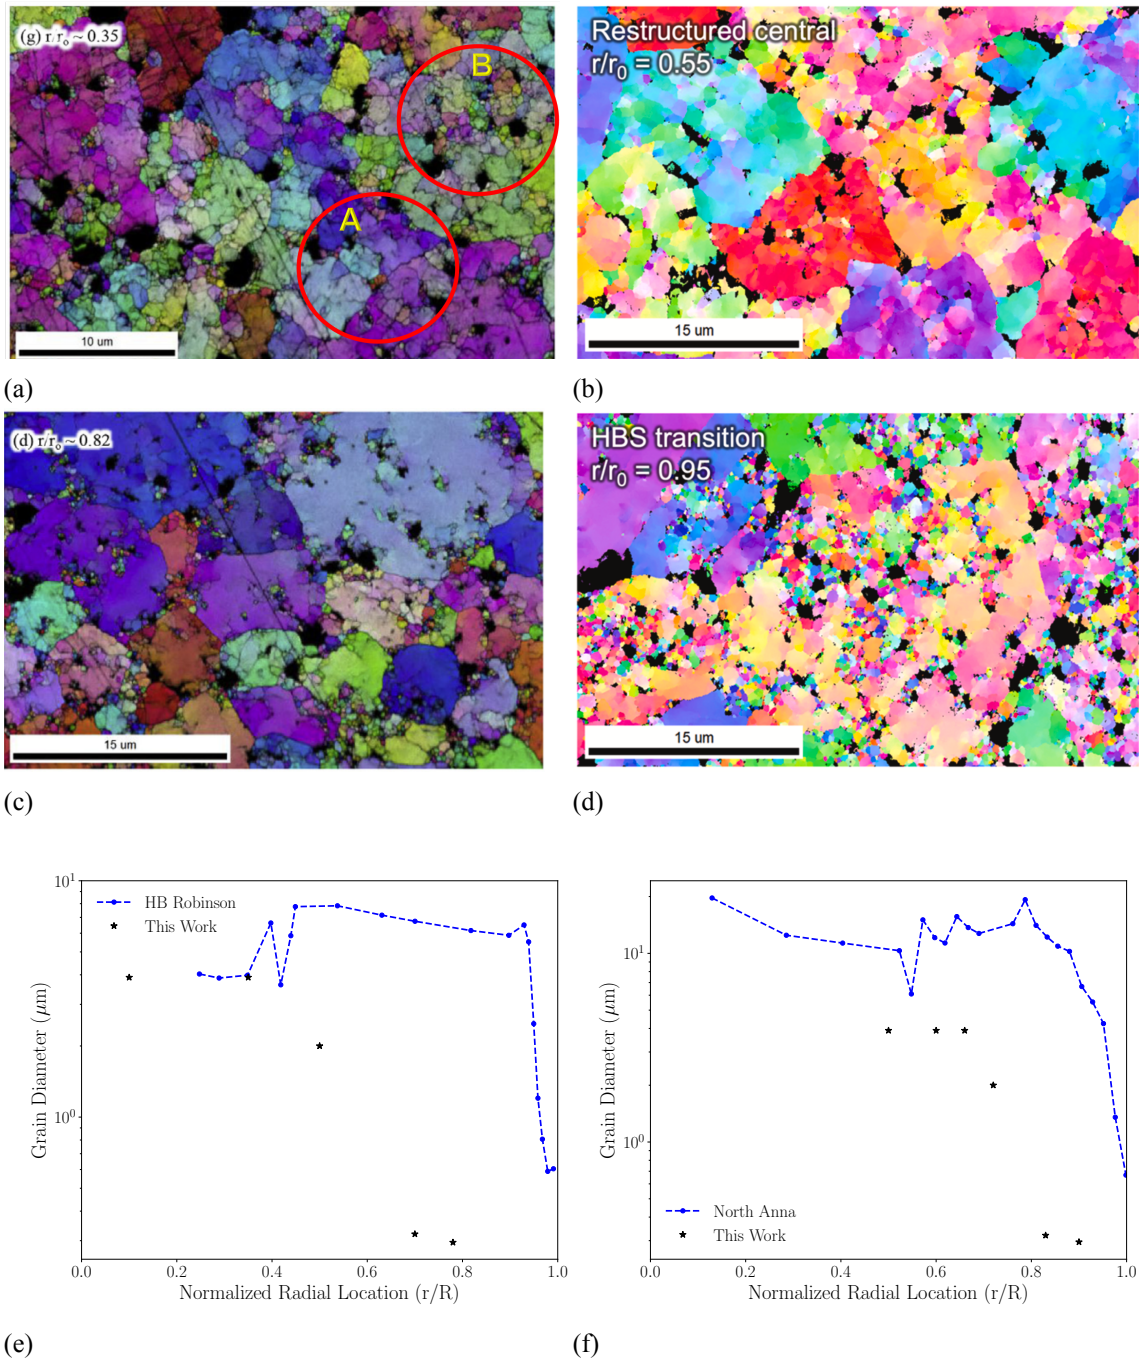 (g) r/r₀ ~ 0.35
B
A
10 um
Restructured central
r/r₀ = 0.55
15 um
(a)
(b)
(d) r/r₀ ~ 0.82
15 um
HBS transition
r/r₀ = 0.95
15 um
(c)
(d)
10¹
10⁰
Grain Diameter (μm)
HB Robinson
This Work
0.0 0.2 0.4 0.6 0.8 1.0
Normalized Radial Location (r/R)
10¹
10⁰
Grain Diameter (μm)
North Anna
This Work
0.0 0.2 0.4 0.6 0.8 1.0
Normalized Radial Location (r/R)
(e)
(f)